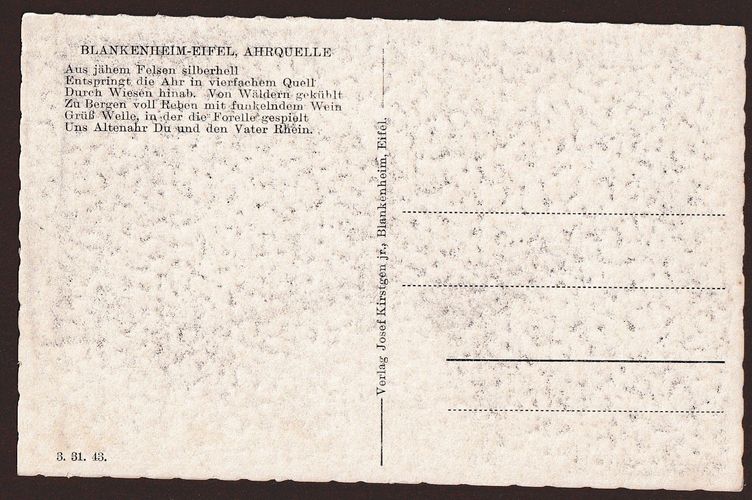 BLANKENHEIM-EIFEL, AHRQUELLE
Aus jähem Felsen silberhell
Entspringt die Ahr in vierfachem Quell
Durch Wiesen hinab. Von Wäldern gekühlt
Zu Bergen voll Reben mit funkelndem Wein
Grüß Welle, in der die Forelle gespielt
Uns Altenahr Du und den Vater Rhein.
Verlag Josef Kirstgen jr., Blankenheim, Eifel.
3. 31. 43.